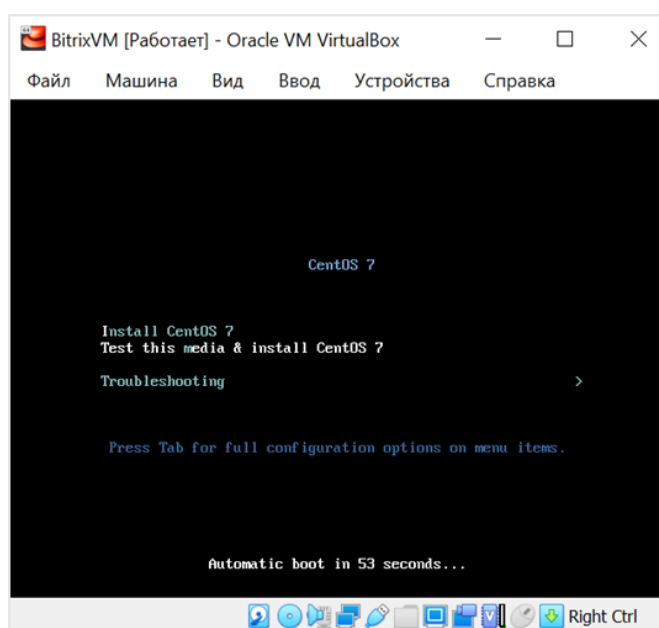 BitrixVM [Работает] - Oracle VM VirtualBox
Файл Машина Вид Ввод Устройства Справка
CentOS 7
Install CentOS 7
Test this media & install CentOS 7
Troubleshooting >
Press Tab for full configuration options on menu items.
Automatic boot in 53 seconds...
Right Ctrl